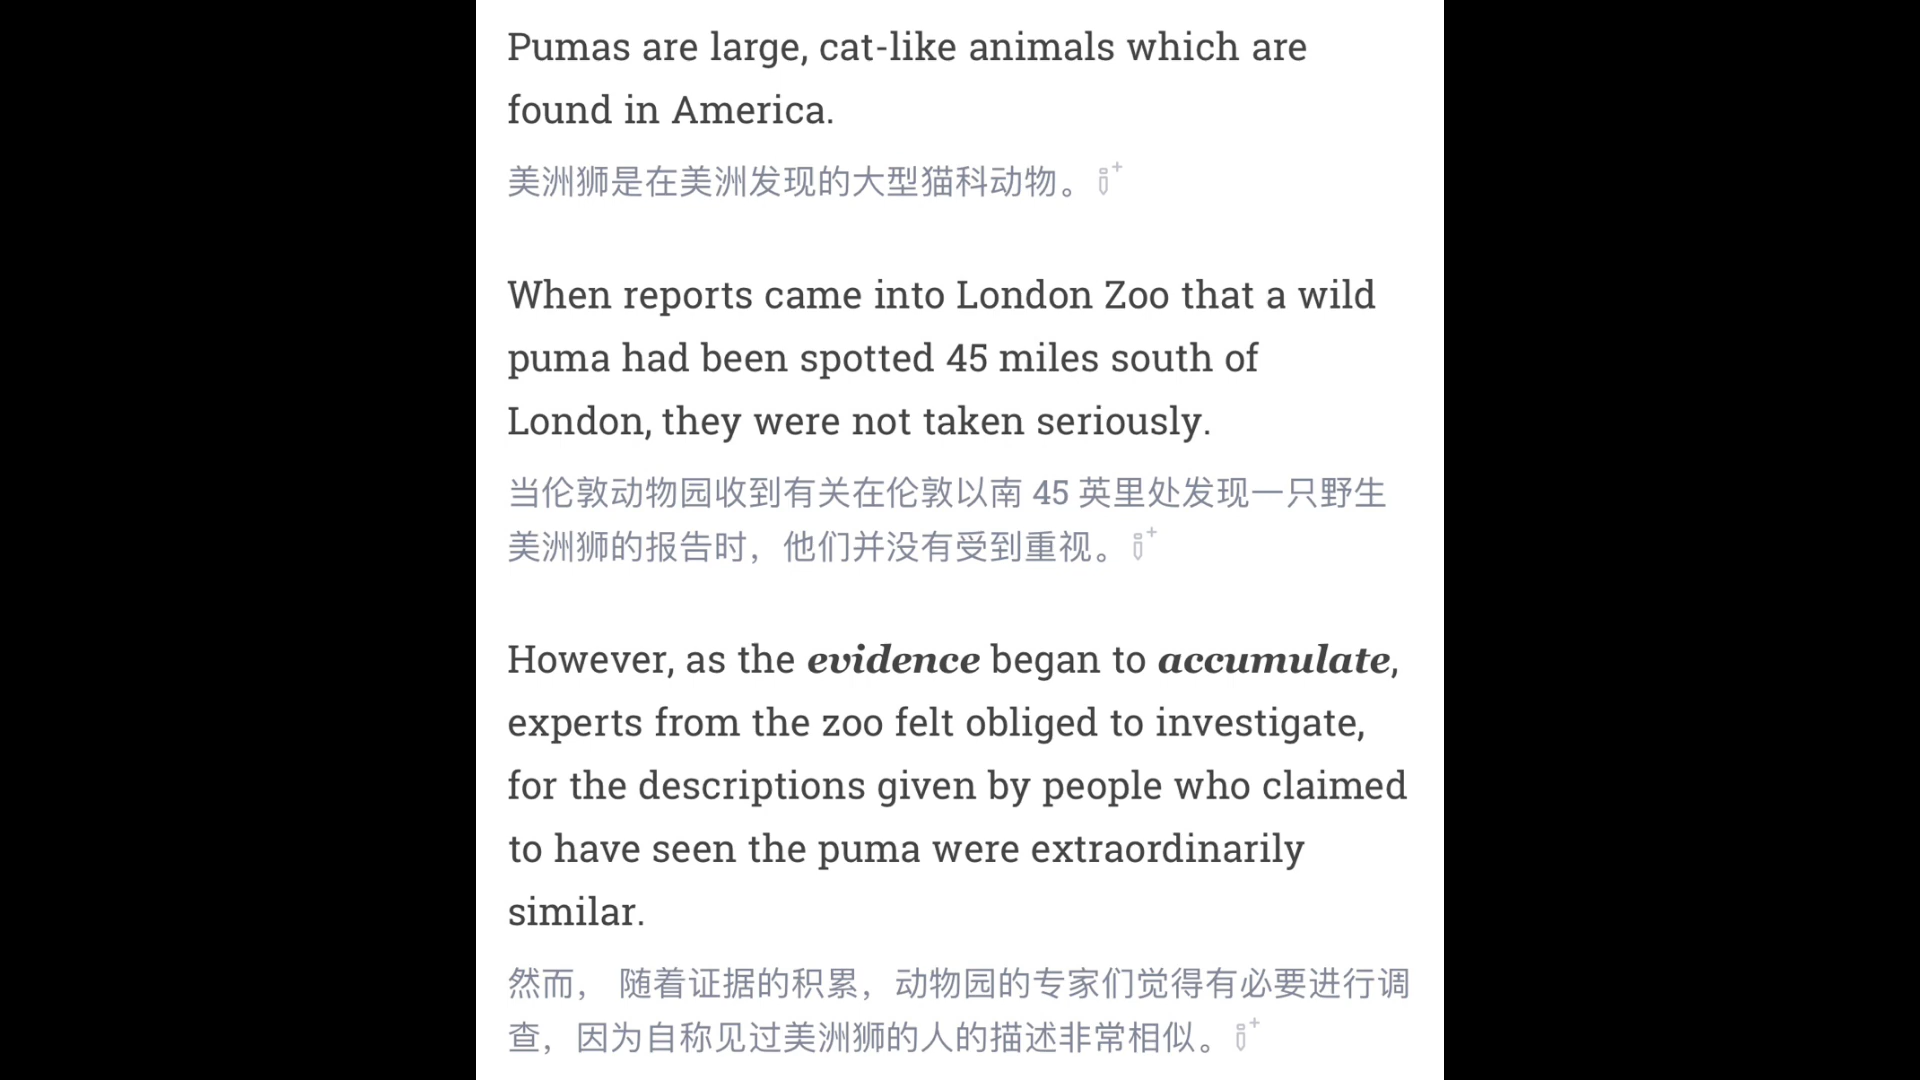 Pumas are large, cat-like animals which are
found in America.
美洲狮是在美洲发现的大型猫科动物。
When reports came into London Zoo that a wild
puma had been spotted 45 miles south of
London, they were not taken seriously.
当伦敦动物园收到有关在伦敦以南 45 英里处发现一只野生
美洲狮的报告时，他们并没有受到重视。
However, as the evidence began to accumulate,
experts from the zoo felt obliged to investigate,
for the descriptions given by people who claimed
to have seen the puma were extraordinarily
similar.
然而， 随着证据的积累，动物园的专家们觉得有必要进行调
查，因为自称见过美洲狮的人的描述非常相似。